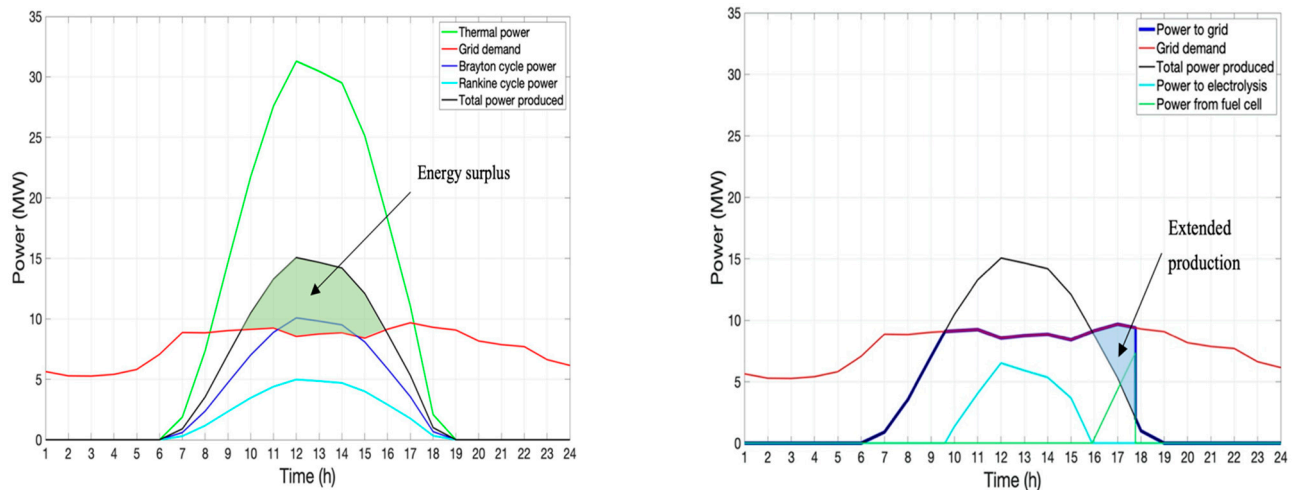 35
30
25
20
15
10
5
0
Power (MW)
Thermal power
Grid demand
Brayton cycle power
Rankine cycle power
Total power produced
Energy surplus
1 2 3 4 5 6 7 8 9 10 11 12 13 14 15 16 17 18 19 20 21 22 23 24
Time (h)
35
30
25
20
15
10
5
0
Power (MW)
Power to grid
Grid demand
Total power produced
Power to electrolysis
Power from fuel cell
Extended
production
1 2 3 4 5 6 7 8 9 10 11 12 13 14 15 16 17 18 19 20 21 22 23 24
Time (h)